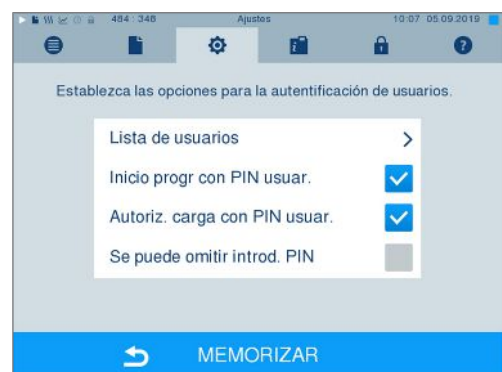 484 : 348 Ajustes 10:07 05.09.2019
Establezca las opciones para la autentificación de usuarios.
Lista de usuarios
Inicio progr con PIN usuar.
Autoriz. carga con PIN usuar.
Se puede omitir introd. PIN
MEMORIZAR